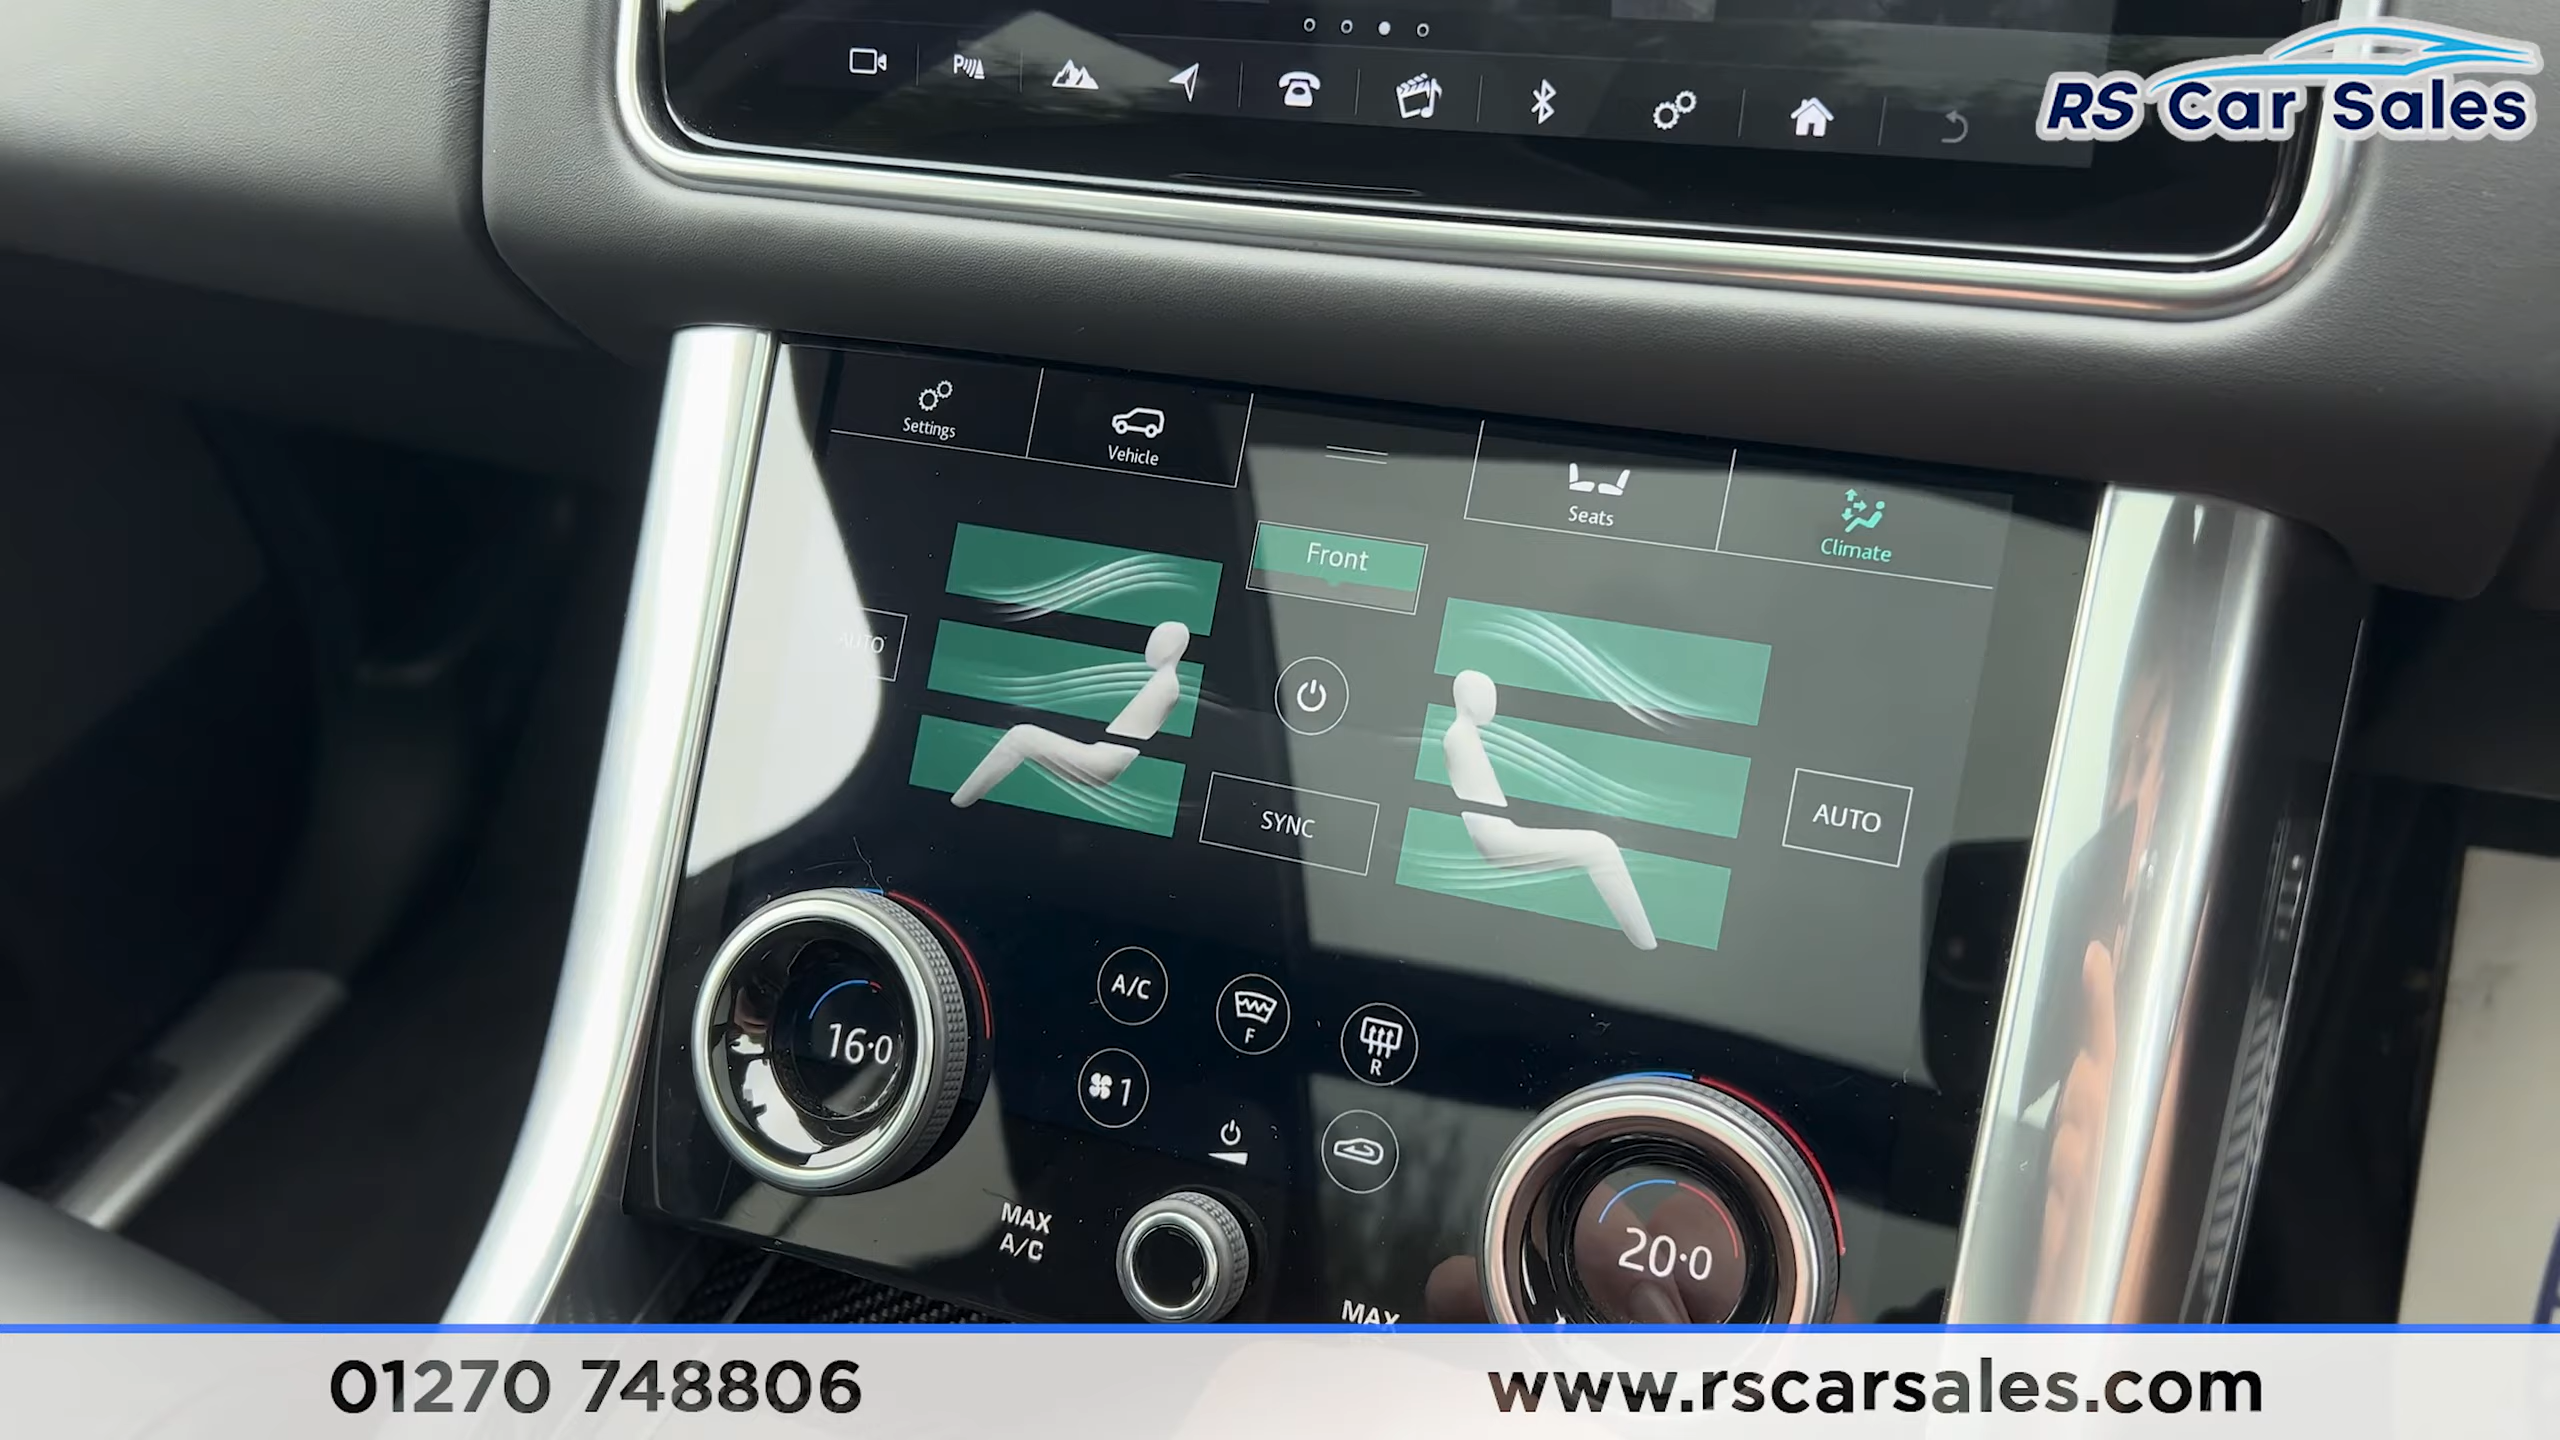 RS Car Sales
P
Settings
Vehicle
Seats
Climate
Front
AUTO
SYNC
AUTO
16·0
A/C
F
R
1
MAX
A/C
20·0
MAX
01270 748806
www.rscarsales.com